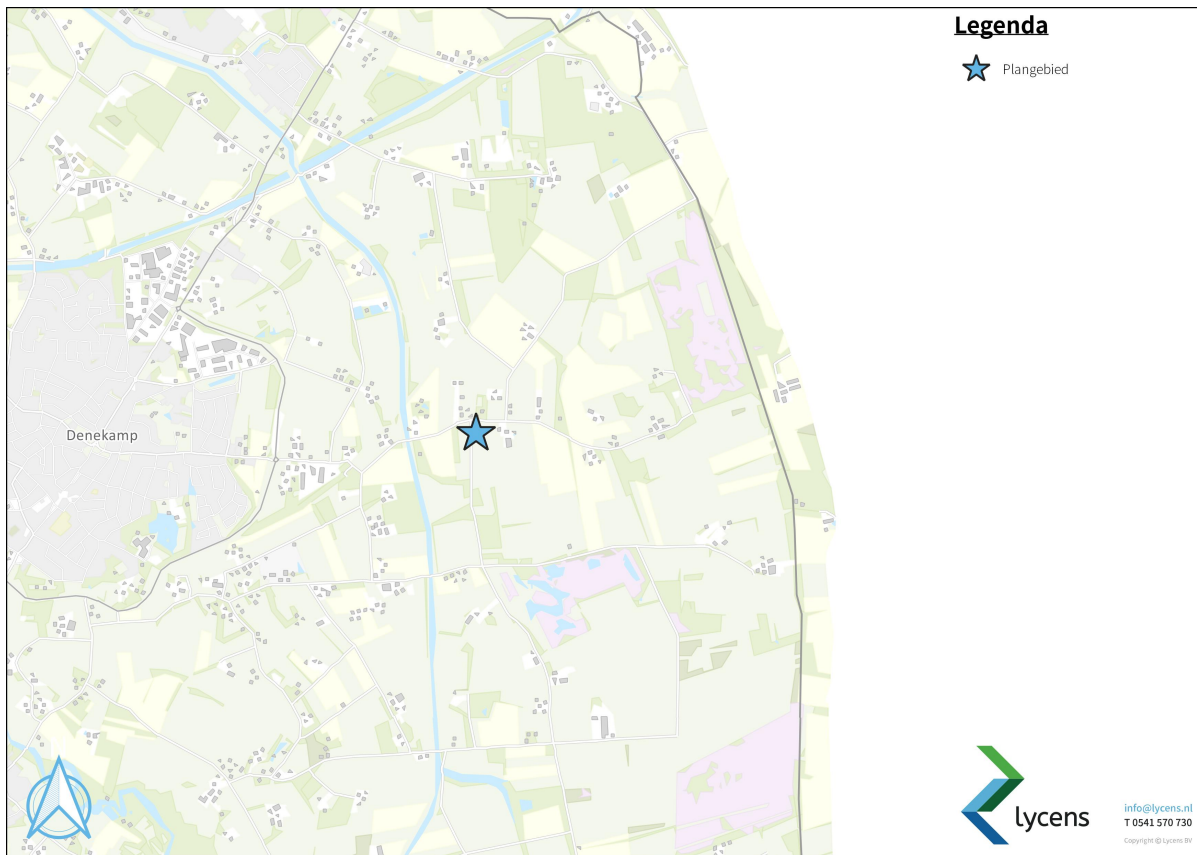 Legenda
Plangebied
Denekamp
lycens
info@lycens.nl
T 0541 570 730
Copyright © Lycens BV